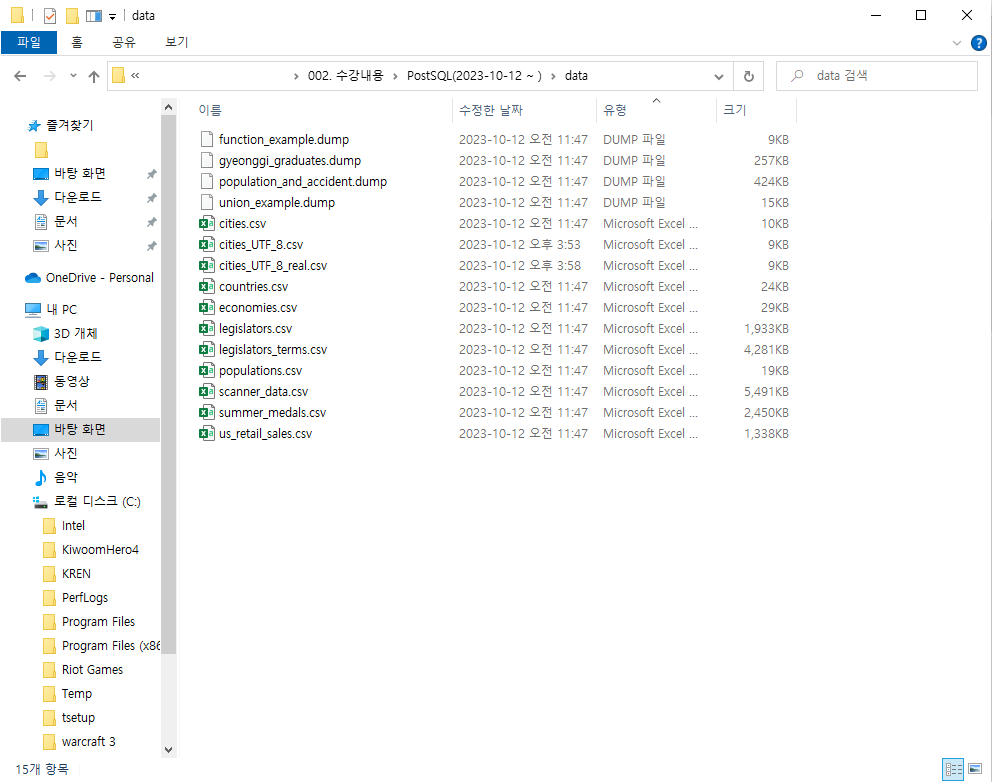 data
파일 홈 공유 보기
« 002. 수강내용 › PostSQL(2023-10-12 ~ ) › data
data 검색
이름 수정한 날짜 유형 크기
function_example.dump 2023-10-12 오전 11:47 DUMP 파일 9KB
gyeonggi_graduates.dump 2023-10-12 오전 11:47 DUMP 파일 257KB
population_and_accident.dump 2023-10-12 오전 11:47 DUMP 파일 424KB
union_example.dump 2023-10-12 오전 11:47 DUMP 파일 15KB
cities.csv 2023-10-12 오전 11:47 Microsoft Excel ... 10KB
cities_UTF_8.csv 2023-10-12 오후 3:53 Microsoft Excel ... 9KB
cities_UTF_8_real.csv 2023-10-12 오후 3:58 Microsoft Excel ... 9KB
countries.csv 2023-10-12 오전 11:47 Microsoft Excel ... 24KB
economies.csv 2023-10-12 오전 11:47 Microsoft Excel ... 29KB
legislators.csv 2023-10-12 오전 11:47 Microsoft Excel ... 1,933KB
legislators_terms.csv 2023-10-12 오전 11:47 Microsoft Excel ... 4,281KB
populations.csv 2023-10-12 오전 11:47 Microsoft Excel ... 19KB
scanner_data.csv 2023-10-12 오전 11:47 Microsoft Excel ... 5,491KB
summer_medals.csv 2023-10-12 오전 11:47 Microsoft Excel ... 2,450KB
us_retail_sales.csv 2023-10-12 오전 11:47 Microsoft Excel ... 1,338KB
즐겨찾기
바탕 화면
다운로드
문서
사진
OneDrive - Personal
내 PC
3D 개체
다운로드
동영상
문서
바탕 화면
사진
음악
로컬 디스크 (C:)
Intel
KiwoomHero4
KREN
PerfLogs
Program Files
Program Files (x86
Riot Games
Temp
tsetup
warcraft 3
15개 항목